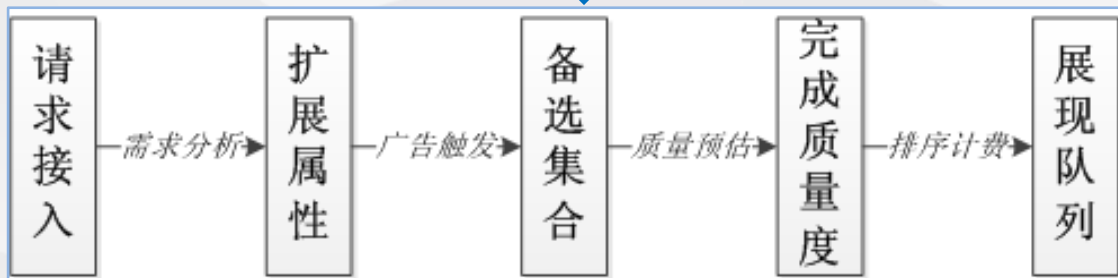 请求接入
需求分析
扩展属性
广告触发
备选集合
质量预估
完成质量度
排序计费
展现队列